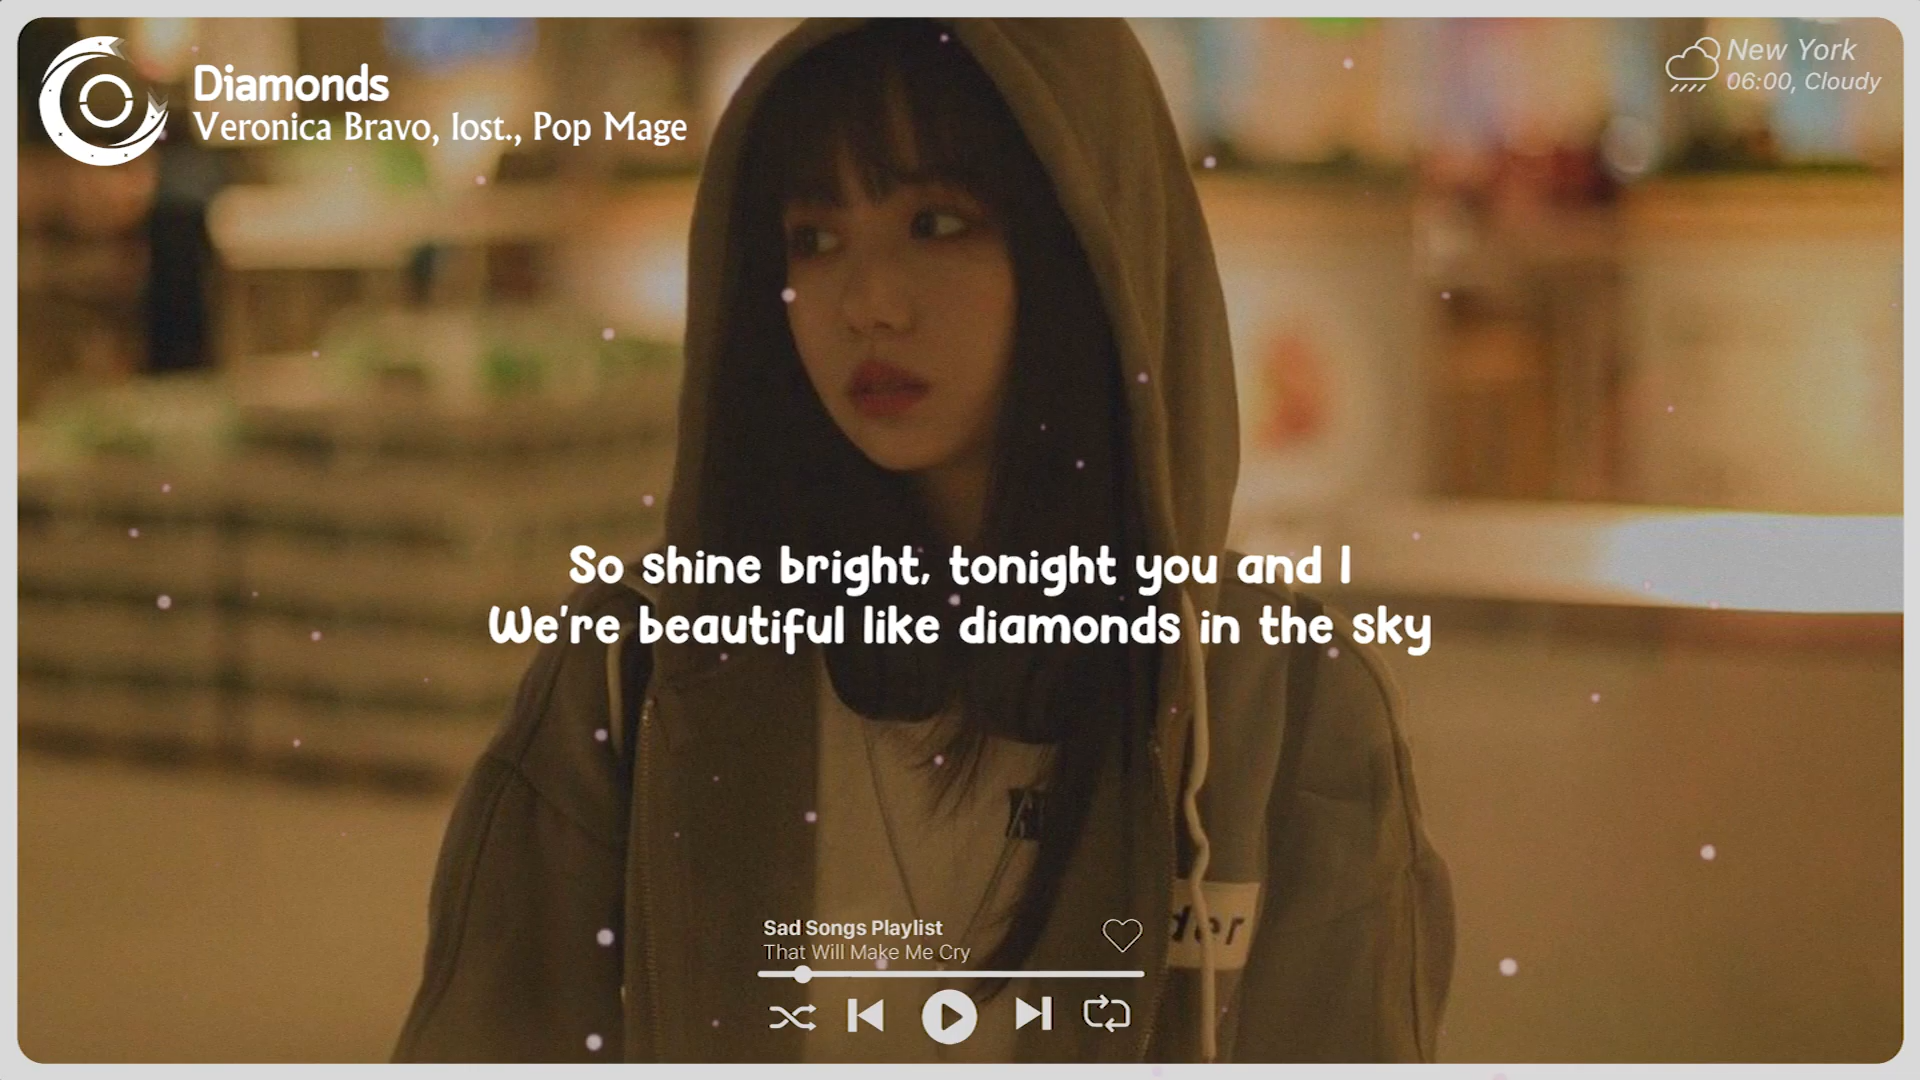 Diamonds
Veronica Bravo, lost., Pop Mage
New York
06:00, Cloudy
So shine bright, tonight you and I
We're beautiful like diamonds in the sky
Sad Songs Playlist
That Will Make Me Cry
der